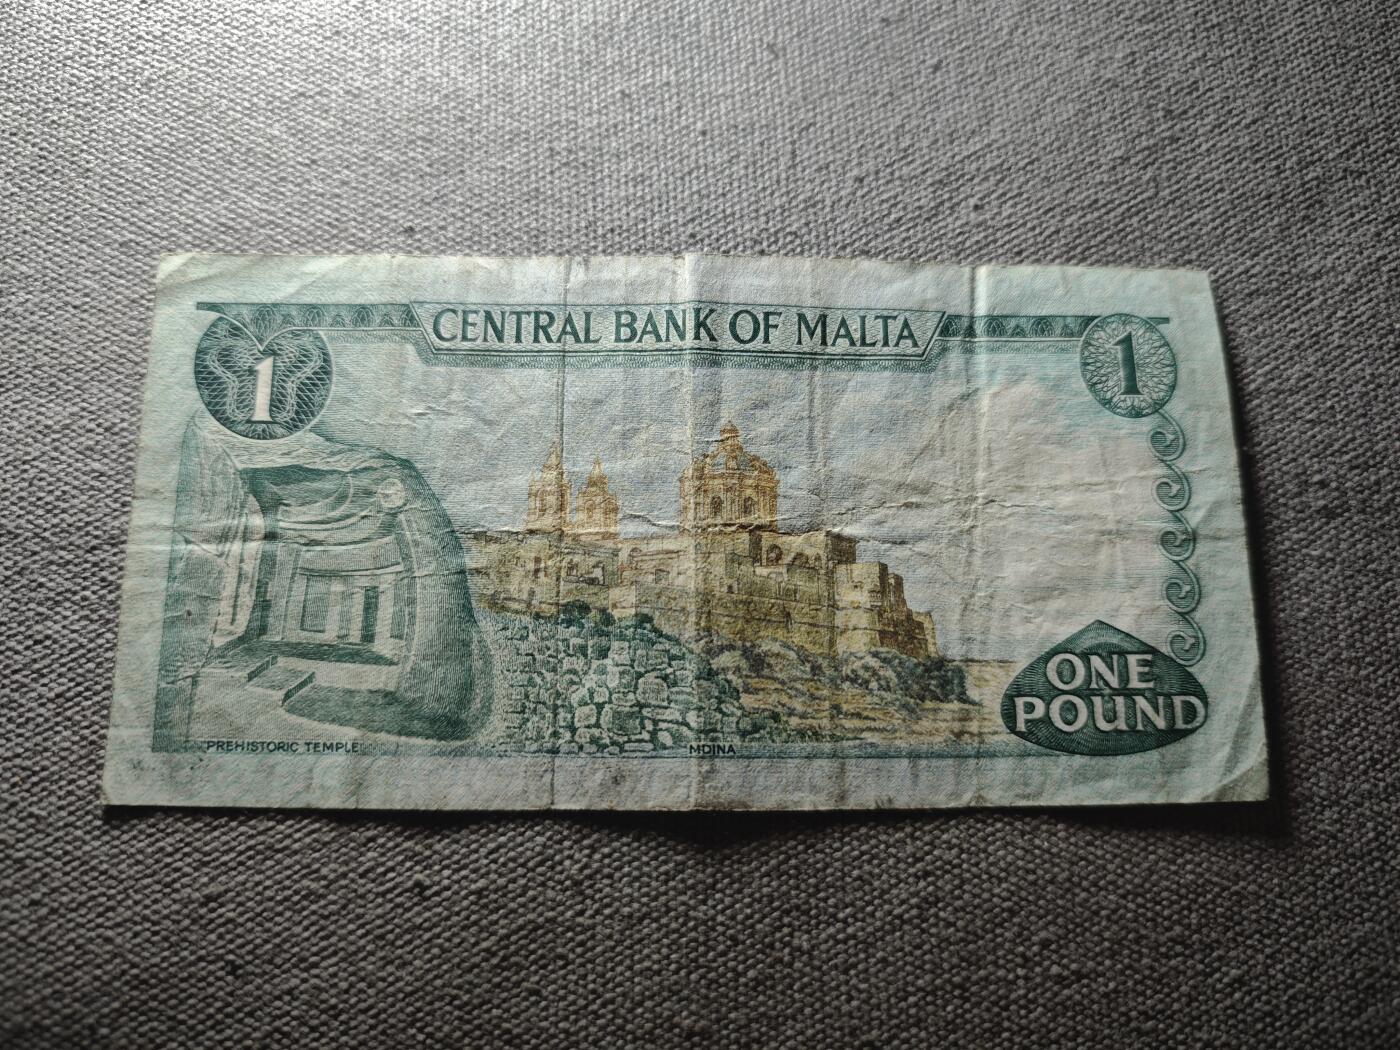 CENTRAL BANK OF MALTA
1
1
ONE
POUND
PREHISTORIC TEMPLE
MDINA